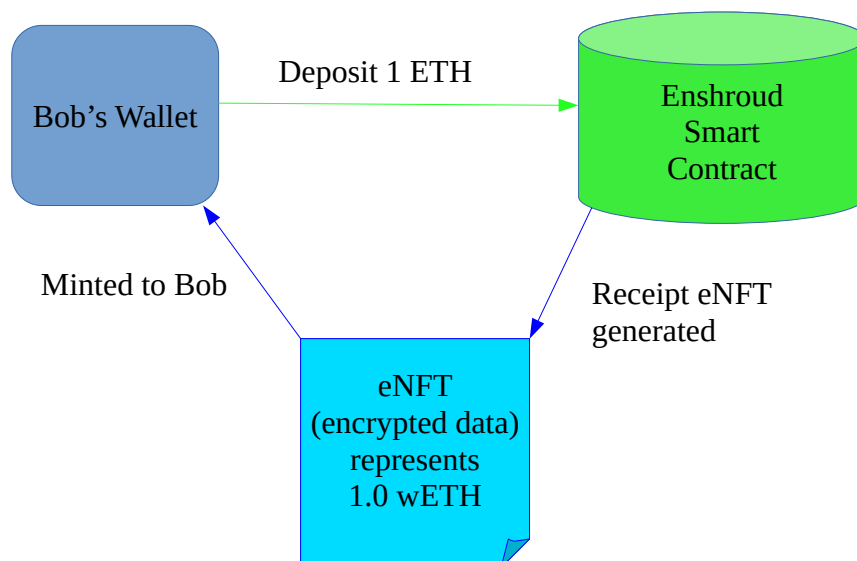 Deposit 1 ETH
Bob’s Wallet
Enshroud
Smart
Contract
Minted to Bob
Receipt eNFT
generated
eNFT
(encrypted data)
represents
1.0 wETH